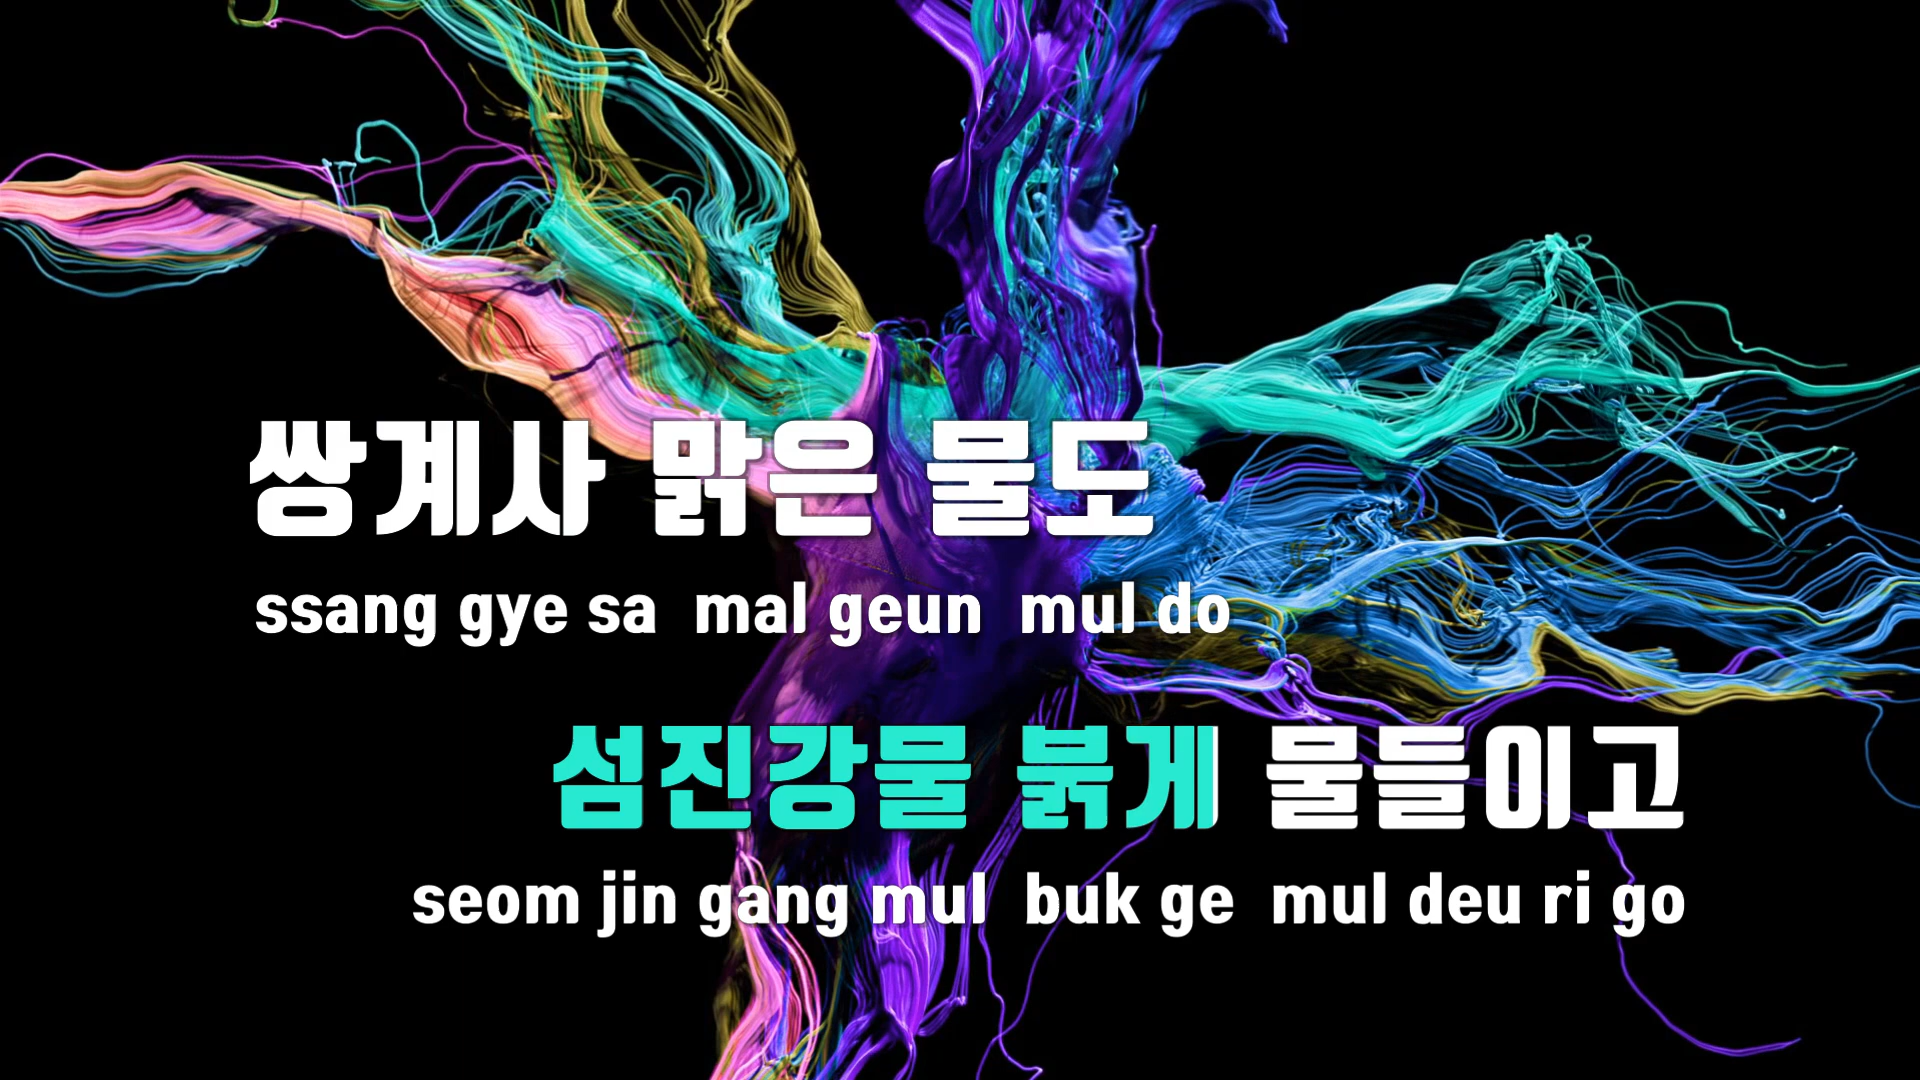 쌍계사 맑은 물도
ssang gye sa mal geun mul do
섬진강물 붉게 물들이고
seom jin gang mul buk ge mul deu ri go